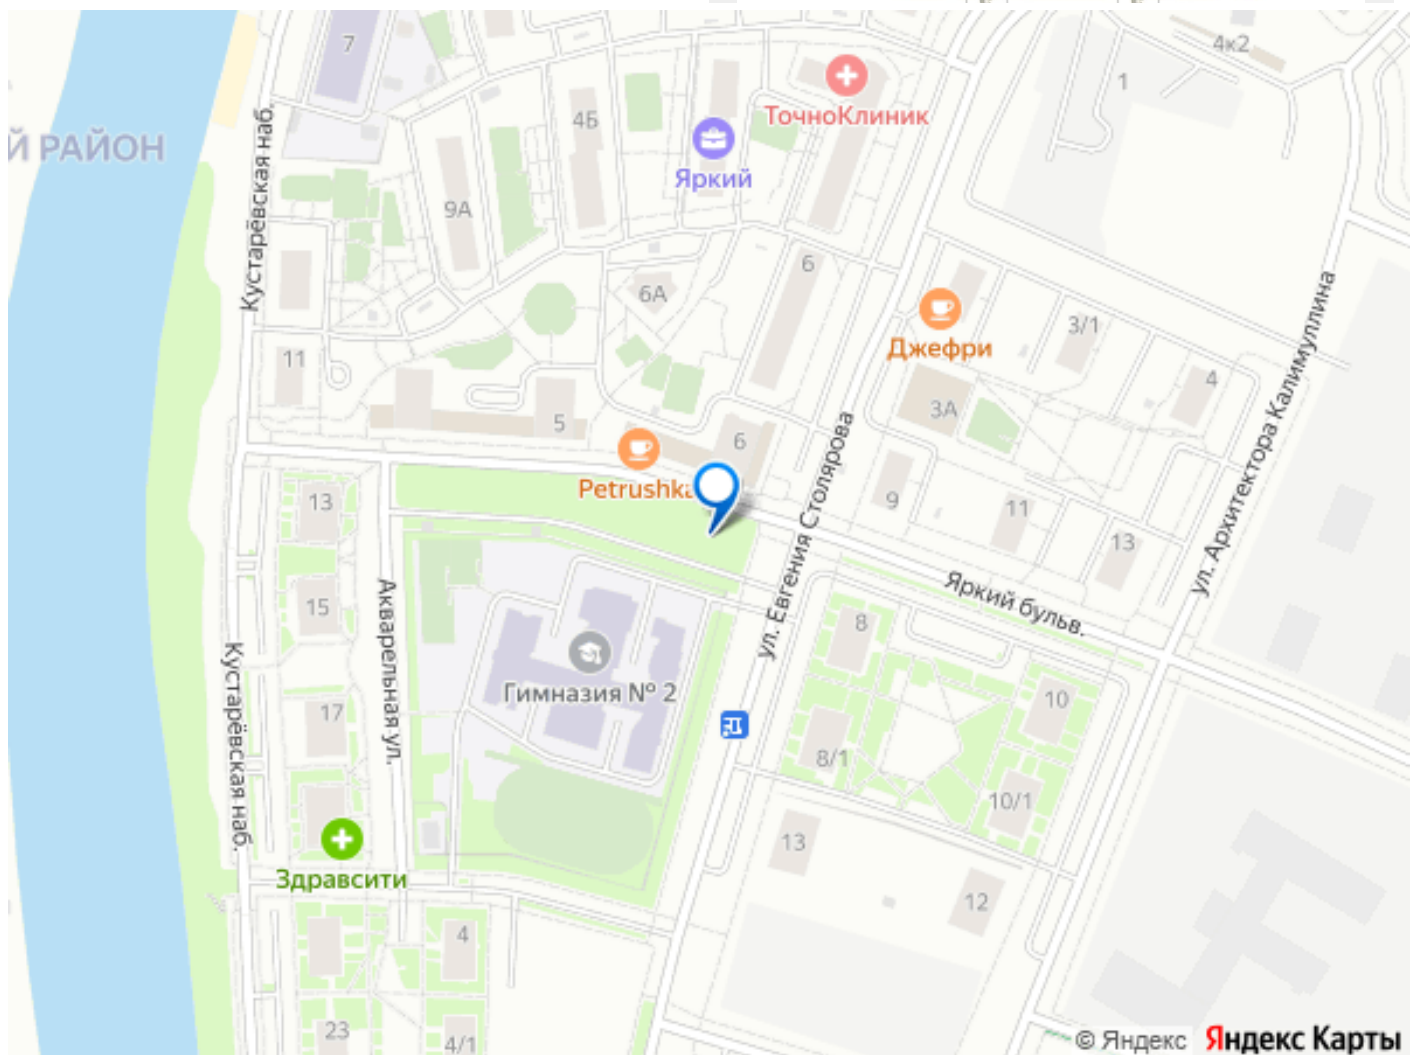 4к2
7
1
ТочноКлиник
4Б
Й РАЙОН
Яркий
9А
Кустарёвская наб.
6
6А
Джефри
3/1
ул. Архитектора Калимуллина
11
4
3А
5
6
Petrushka
ул. Евгения Столярова
9
11
13
13
Яркий бульв.
15
Акварельная ул.
8
Гимназия № 2
Кустарёвская наб.
17
10
8/1
10/1
13
Здравсити
12
4
23
4/1
© Яндекс Яндекс Карты